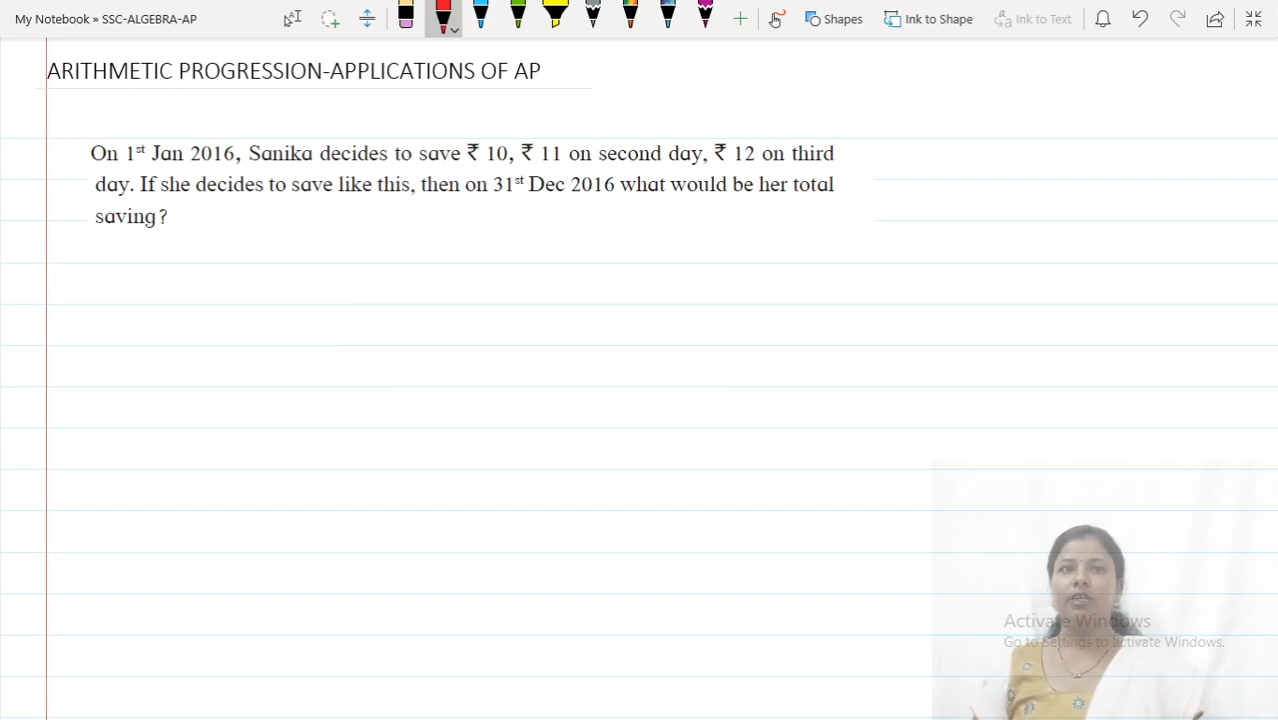 My Notebook » SSC-ALGEBRA-AP
Shapes
Ink to Shape
Ink to Text
ARITHMETIC PROGRESSION-APPLICATIONS OF AP
On 1st Jan 2016, Sanika decides to save ₹ 10, ₹ 11 on second day, ₹ 12 on third
day. If she decides to save like this, then on 31st Dec 2016 what would be her total
saving?
Activate Windows
Go to Settings to activate Windows.